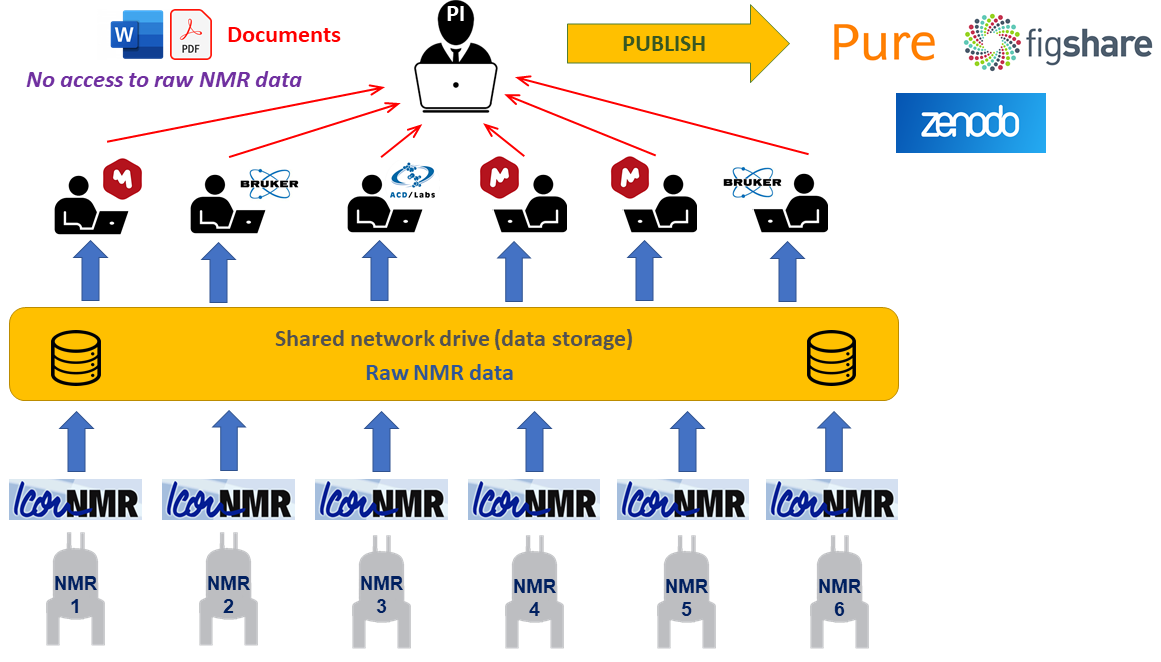 PI
W
PDF
Documents
PUBLISH
Pure
figshare
No access to raw NMR data
zenodo
BRUKER
ACD/Labs
BRUKER
Shared network drive (data storage)
Raw NMR data
IconNMR
IconNMR
IconNMR
IconNMR
IconNMR
IconNMR
NMR
1
NMR
2
NMR
3
NMR
4
NMR
5
NMR
6